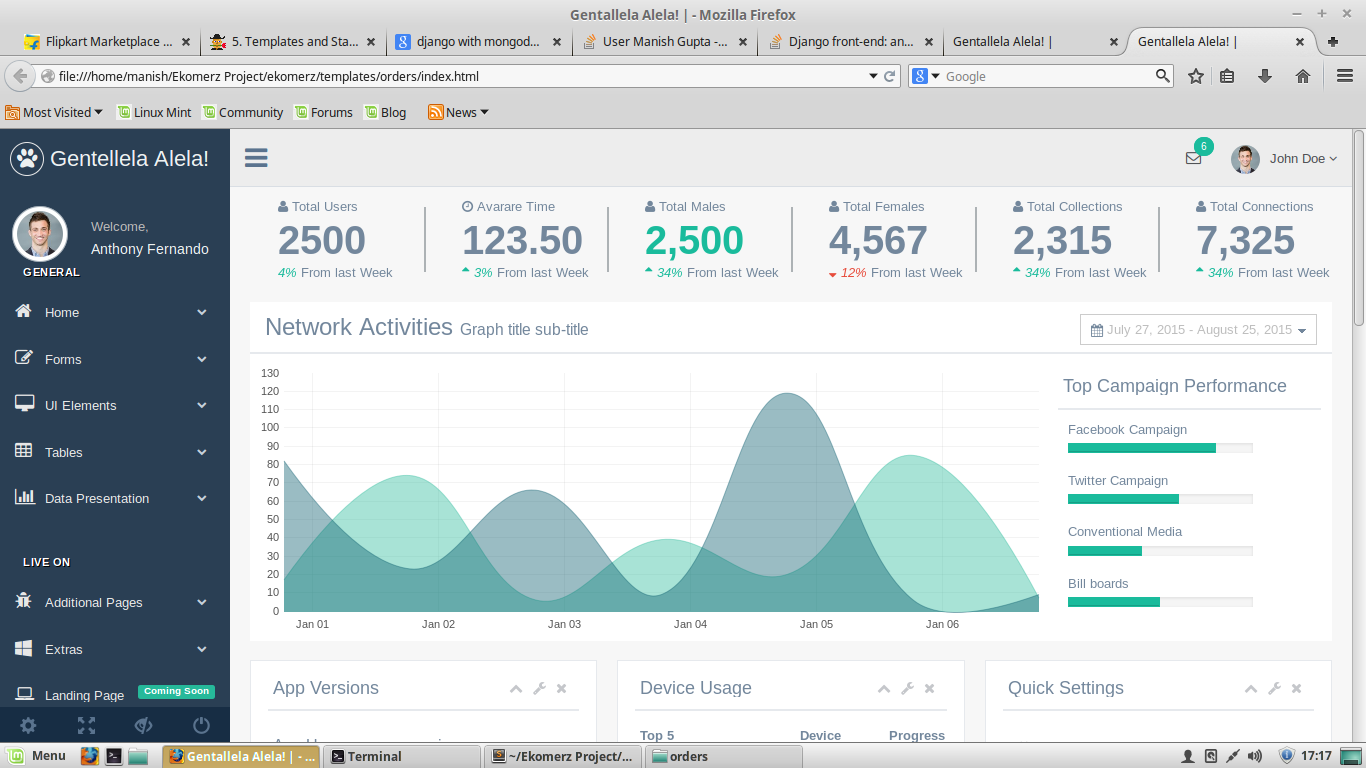 Gentallela Alela! | - Mozilla Firefox
Flipkart Marketplace ... 5. Templates and Sta... django with mongod... User Manish Gupta -... Django front-end: an... Gentallela Alela! | Gentallela Alela! |
file:///home/manish/Ekomerz Project/ekomerz/templates/orders/index.html Google
Most Visited Linux Mint Community Forums Blog News
Gentellela Alela!
6
John Doe
Welcome,
Anthony Fernando
GENERAL
Home
Forms
UI Elements
Tables
Data Presentation
LIVE ON
Additional Pages
Extras
Landing Page Coming Soon
Total Users
2500
4% From last Week
Avarare Time
123.50
3% From last Week
Total Males
2,500
34% From last Week
Total Females
4,567
12% From last Week
Total Collections
2,315
34% From last Week
Total Connections
7,325
34% From last Week
Network Activities Graph title sub-title
July 27, 2015 - August 25, 2015
130
120
110
100
90
80
70
60
50
40
30
20
10
0
Jan 01 Jan 02 Jan 03 Jan 04 Jan 05 Jan 06
Top Campaign Performance
Facebook Campaign
Twitter Campaign
Conventional Media
Bill boards
App Versions
Device Usage
Top 5 Device Progress
Quick Settings
Menu Gentallela Alela! | - ... Terminal ~/Ekomerz Project/... orders 17:17